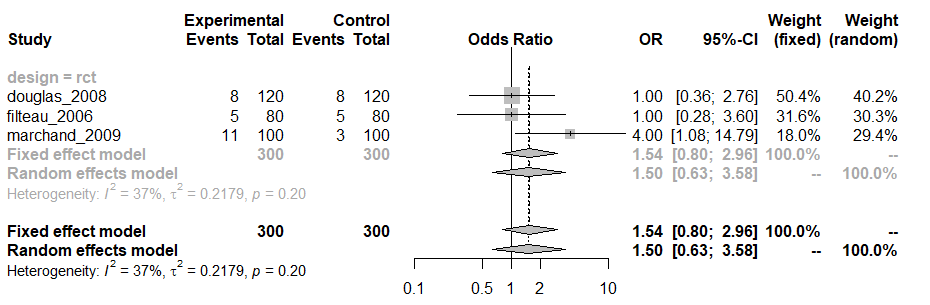 Experimental Control Weight Weight
Study Events Total Events Total Odds Ratio OR 95%-CI (fixed) (random)
design = rct
douglas_2008 8 120 8 120 1.00 [0.36; 2.76] 50.4% 40.2%
filteau_2006 5 80 5 80 1.00 [0.28; 3.60] 31.6% 30.3%
marchand_2009 11 100 3 100 4.00 [1.08; 14.79] 18.0% 29.4%
Fixed effect model 300 300 1.54 [0.80; 2.96] 100.0% --
Random effects model 1.50 [0.63; 3.58] -- 100.0%
Heterogeneity: I² = 37%, τ² = 0.2179, p = 0.20
Fixed effect model 300 300 1.54 [0.80; 2.96] 100.0% --
Random effects model 1.50 [0.63; 3.58] -- 100.0%
Heterogeneity: I² = 37%, τ² = 0.2179, p = 0.20
0.1 0.5 1 2 10